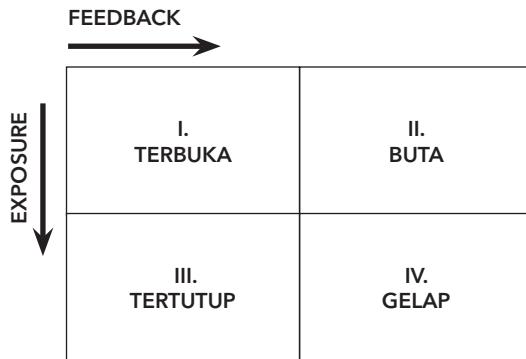 FEEDBACK
EXPOSURE
I.
TERBUKA
II.
BUTA
III.
TERTUTUP
IV.
GELAP